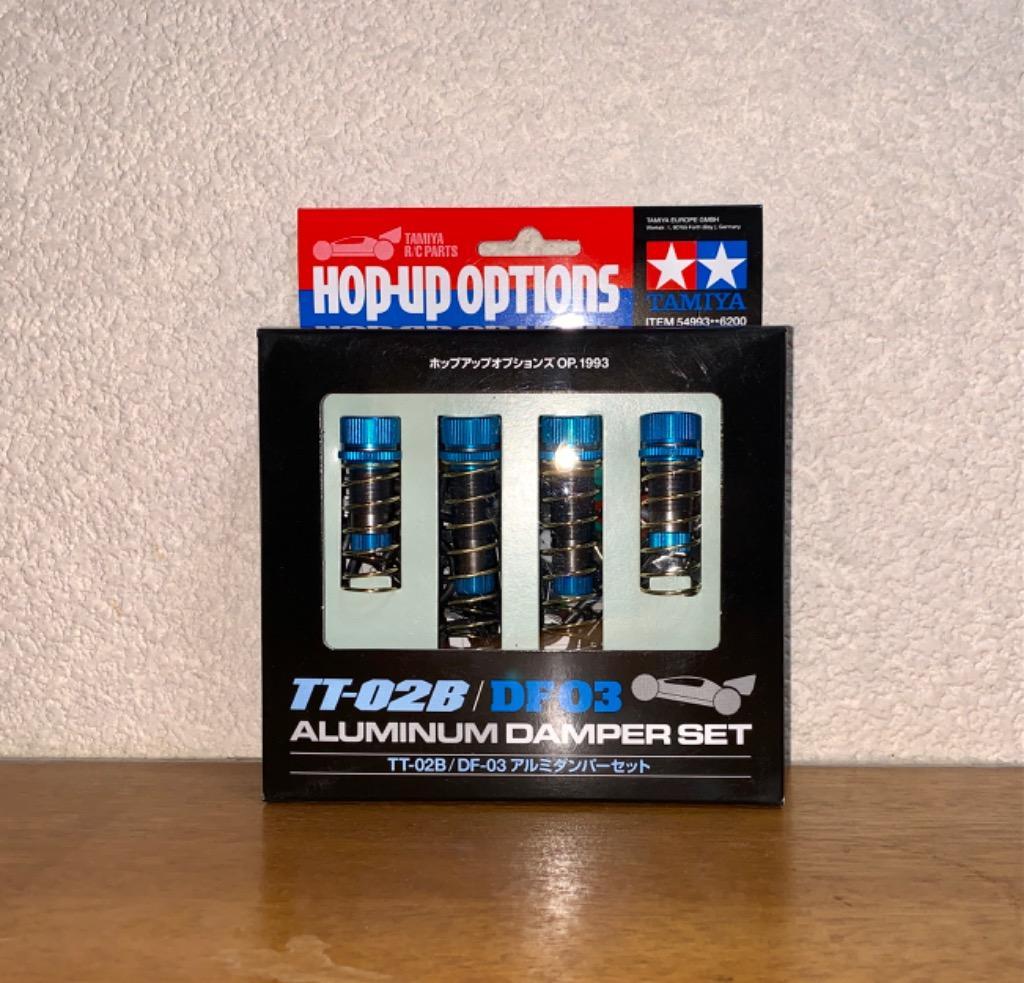 TAMIYA
R/C PARTS
HOP-UP OPTIONS
TAMIYA EUROPE GMBH
TAMIYA
ITEM 54993**6200
ホップアップオプションズ OP.1993
TT-02B / DF-03
ALUMINUM DAMPER SET
TT-02B / DF-03 アルミダンパーセット